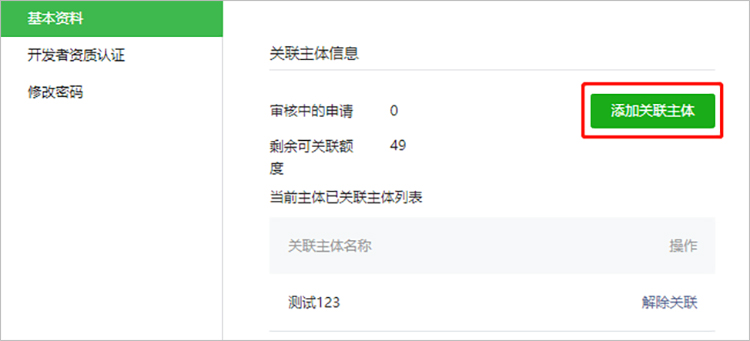 基本资料
开发者资质认证
修改密码
关联主体信息
审核中的申请 0
添加关联主体
剩余可关联额 49
度
当前主体已关联主体列表
关联主体名称 操作
测试123 解除关联